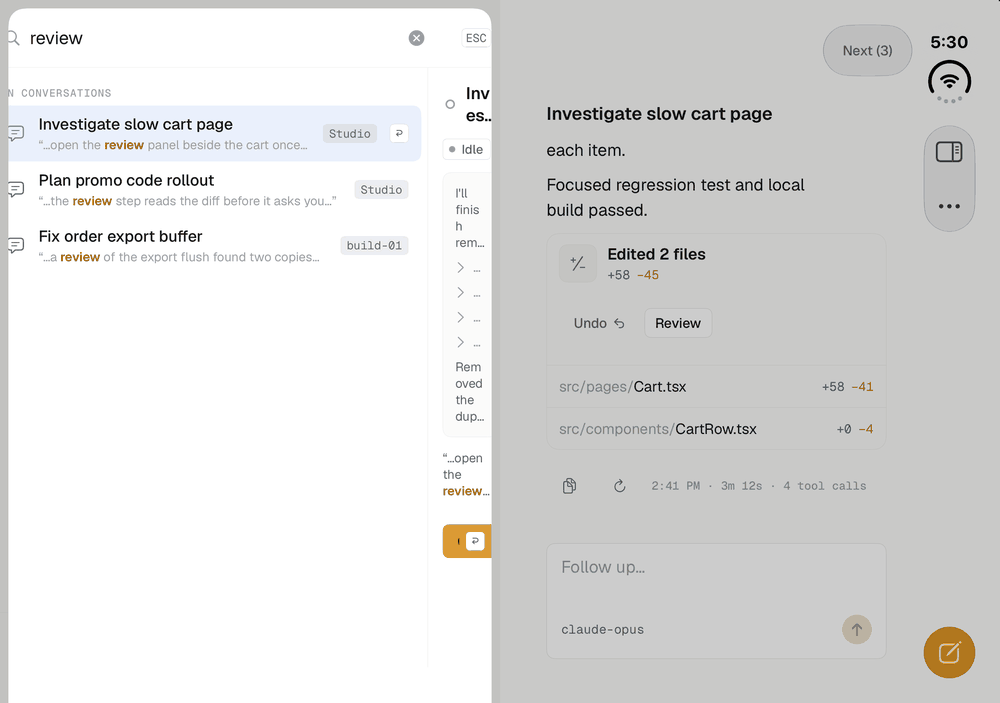 review
ESC
N CONVERSATIONS
Investigate slow cart page
Studio
“…open the review panel beside the cart once…
Plan promo code rollout
Studio
“…the review step reads the diff before it asks you…”
Fix order export buffer
build-01
“…a review of the export flush found two copies…
Inv
es…
Idle
I'll
finis
h
rem…
…
…
…
…
Rem
oved
the
dup…
“…open
the
review…
Next (3)
5:30
Investigate slow cart page
each item.
Focused regression test and local
build passed.
Edited 2 files
+58 −45
Undo
Review
src/pages/Cart.tsx
+58 −41
src/components/CartRow.tsx
+0 −4
2:41 PM · 3m 12s · 4 tool calls
Follow up…
claude-opus